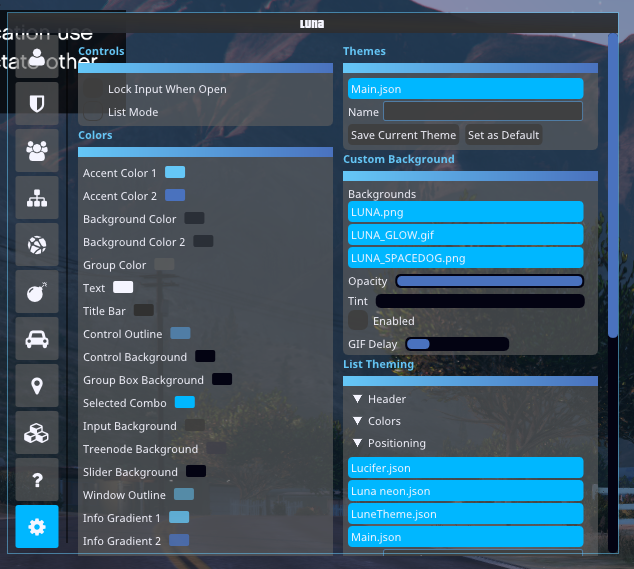 LUNA
cation use
ctate other
Controls
Lock Input When Open
List Mode
Colors
Accent Color 1
Accent Color 2
Background Color
Background Color 2
Group Color
Text
Title Bar
Control Outline
Control Background
Group Box Background
Selected Combo
Input Background
Treenode Background
Slider Background
Window Outline
Info Gradient 1
Info Gradient 2
Themes
Main.json
Name
Save Current Theme Set as Default
Custom Background
Backgrounds
LUNA.png
LUNA_GLOW.gif
LUNA_SPACEDOG.png
Opacity
Tint
Enabled
GIF Delay
List Theming
Header
Colors
Positioning
Lucifer.json
Luna neon.json
LuneTheme.json
Main.json